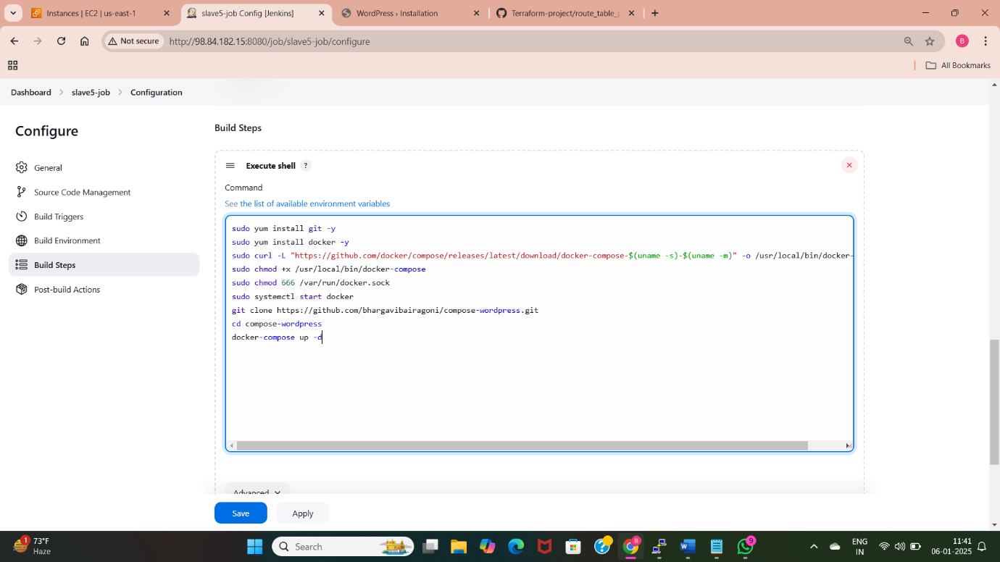 Instances | EC2 | us-east-1
slave5-job Config [Jenkins]
WordPress › Installation
Terraform-project/route_table_
Not secure
http://98.84.182.15:8080/job/slave5-job/configure
B
All Bookmarks
Dashboard
slave5-job
Configuration
Configure
General
Source Code Management
Build Triggers
Build Environment
Build Steps
Post-build Actions
Build Steps
Execute shell ?
Command
See the list of available environment variables
sudo yum install git -y
sudo yum install docker -y
sudo curl -L "https://github.com/docker/compose/releases/latest/download/docker-compose-$(uname -s)-$(uname -m)" -o /usr/local/bin/docker-
sudo chmod +x /usr/local/bin/docker-compose
sudo chmod 666 /var/run/docker.sock
sudo systemctl start docker
git clone https://github.com/bhargavibairagoni/compose-wordpress.git
cd compose-wordpress
docker-compose up -d
Advanced
Save
Apply
1
73°F
Haze
Search
B
9
ENG
IN
11:41
06-01-2025